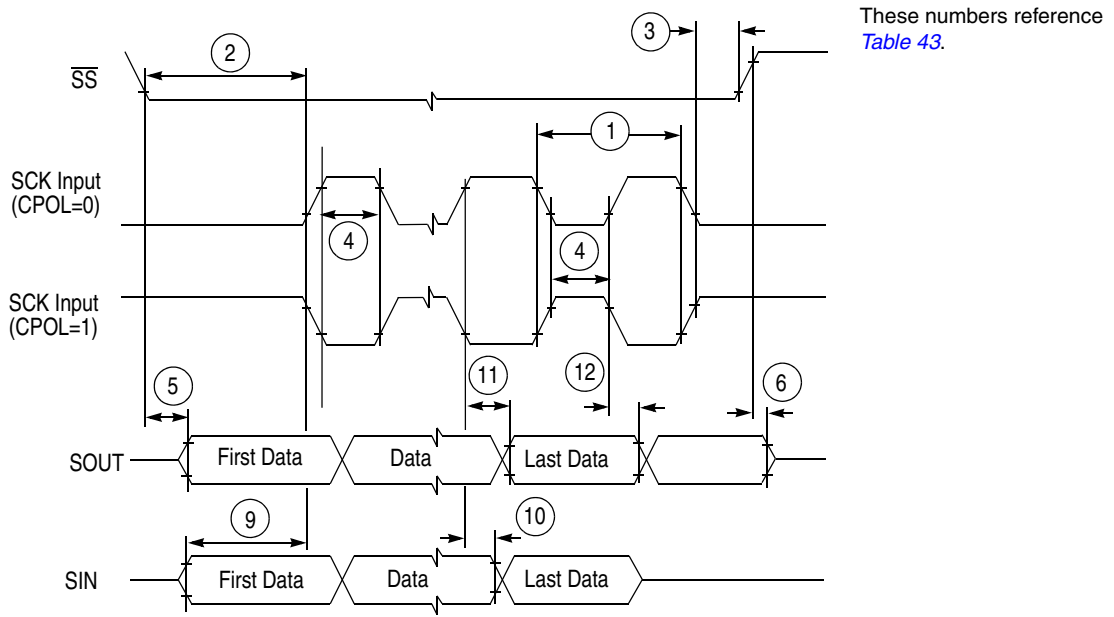 These numbers reference
Table 43.
3
2
SS
1
SCK Input
(CPOL=0)
4
4
SCK Input
(CPOL=1)
11
12
5
6
SOUT
First Data
Data
Last Data
9
10
SIN
First Data
Data
Last Data